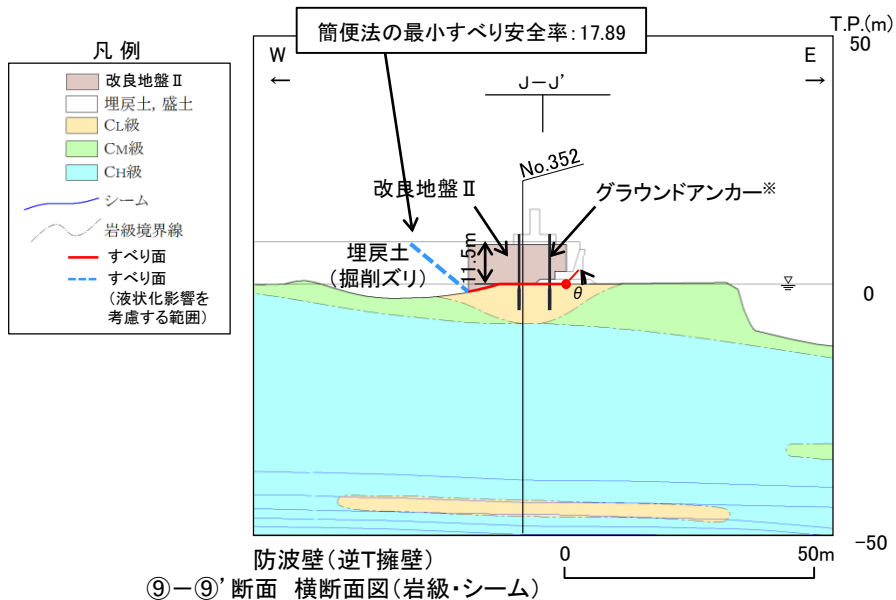 簡便法の最小すべり安全率:17.89
T.P.(m)
50
凡 例
改良地盤Ⅱ
埋戻土, 盛土
CL級
CM級
CH級
シーム
岩級境界線
すべり面
すべり面
(液状化影響を
考慮する範囲)
W
←
E
→
J-J'
No.352
改良地盤Ⅱ
グラウンドアンカー※
埋戻土
(掘削ズリ)
11.5m
θ
0
-50
防波壁(逆T擁壁)
0
50m
⑨-⑨'断面 横断面図(岩級・シーム)